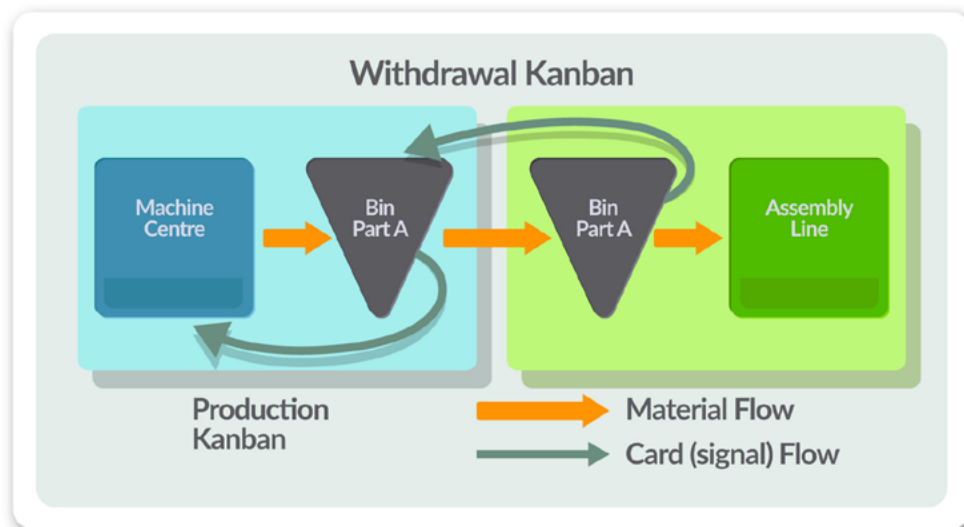 Withdrawal Kanban
Machine
Centre
Bin
Part A
Bin
Part A
Assembly
Line
Production
Kanban
Material Flow
Card (signal) Flow